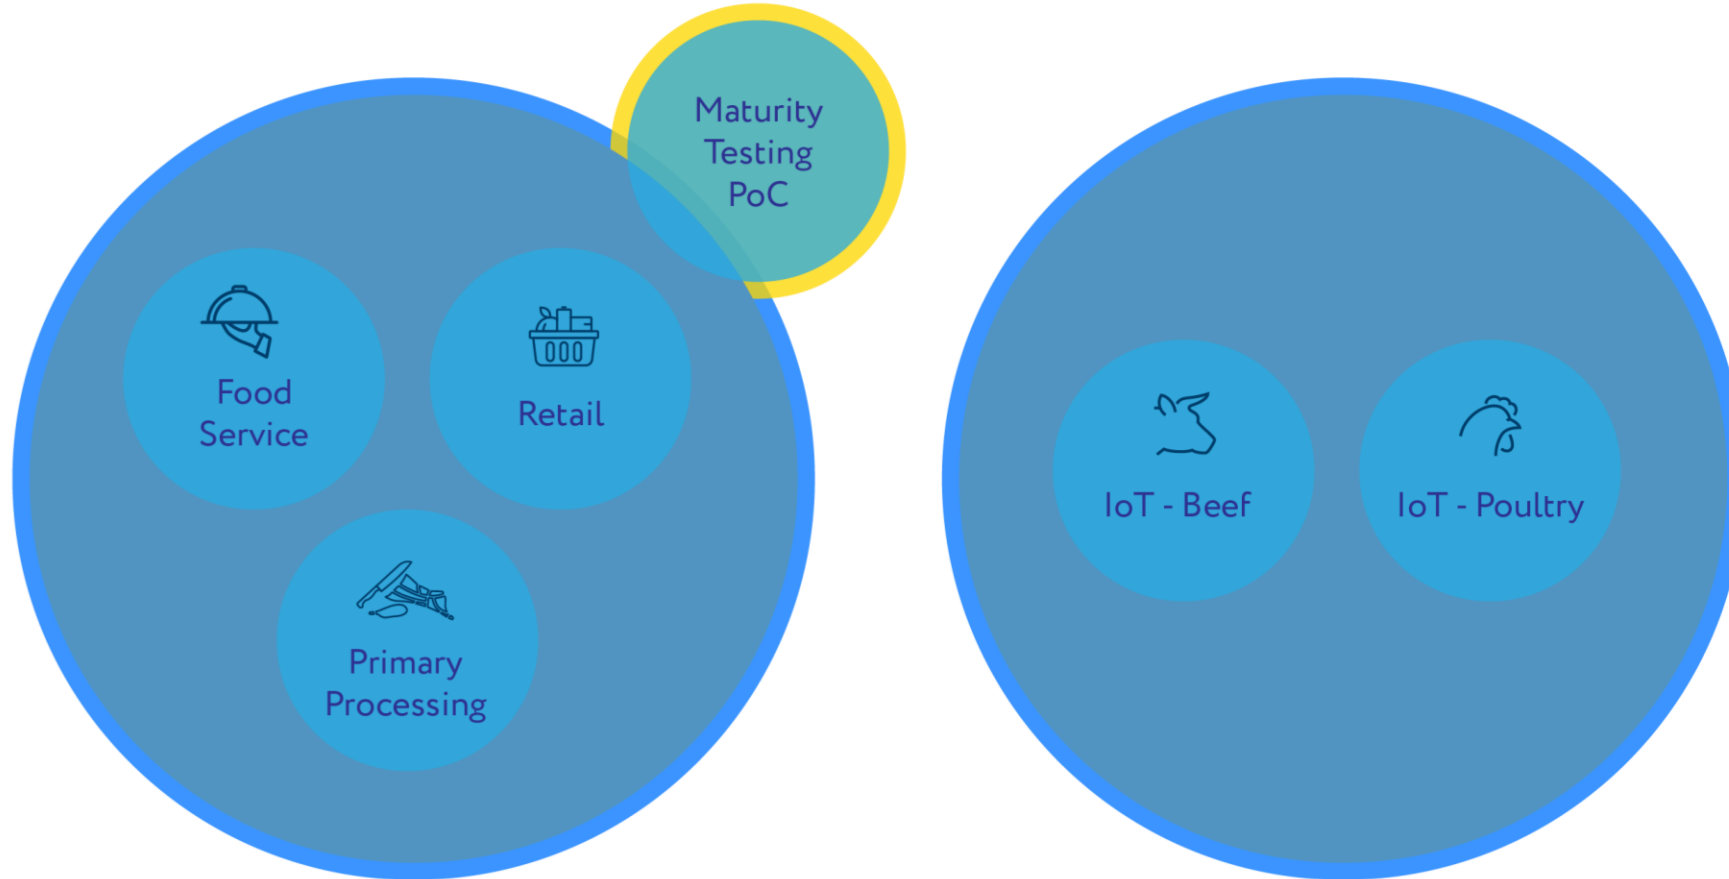 Maturity
Testing
PoC
Food
Service
Retail
Primary
Processing
IoT - Beef
IoT - Poultry